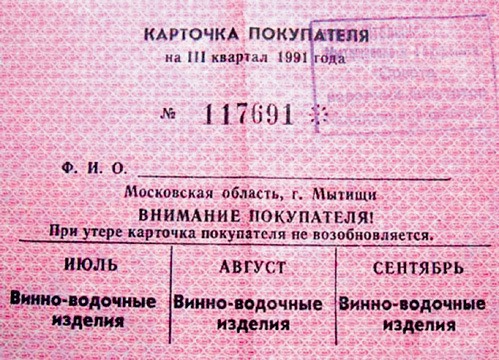 КАРТОЧКА ПОКУПАТЕЛЯ
на III квартал 1991 года
№ 117691 ✻
Ф. И. О.
Московская область, г. Мытищи
ВНИМАНИЕ ПОКУПАТЕЛЯ!
При утере карточка покупателя не возобновляется.
ИЮЛЬ
Винно-водочные
изделия
АВГУСТ
Винно-водочные
изделия
СЕНТЯБРЬ
Винно-водочные
изделия